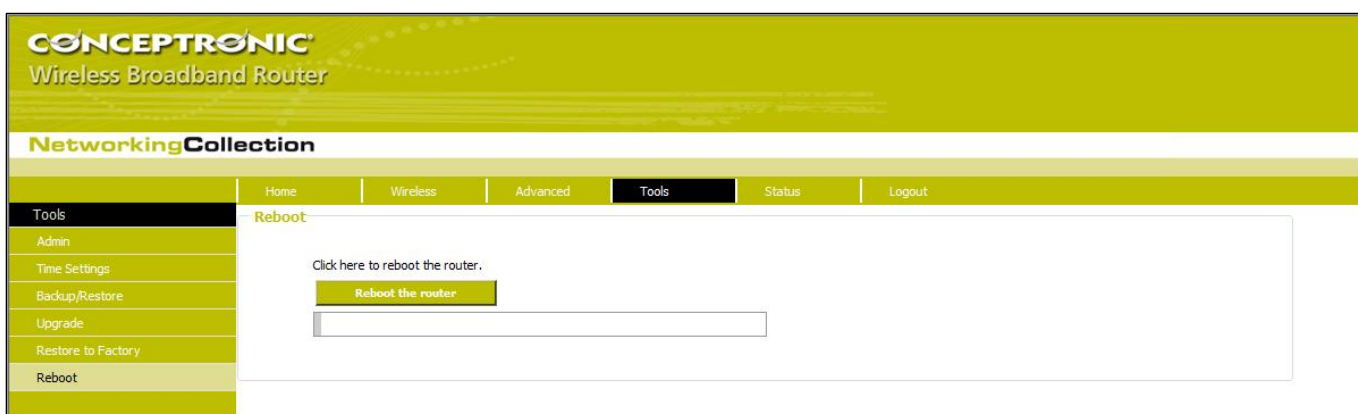 CONCEPTRONIC
Wireless Broadband Router
NetworkingCollection
Home Wireless Advanced Tools Status Logout
Tools
Admin
Time Settings
Backup/Restore
Upgrade
Restore to Factory
Reboot
Reboot
Click here to reboot the router.
Reboot the router